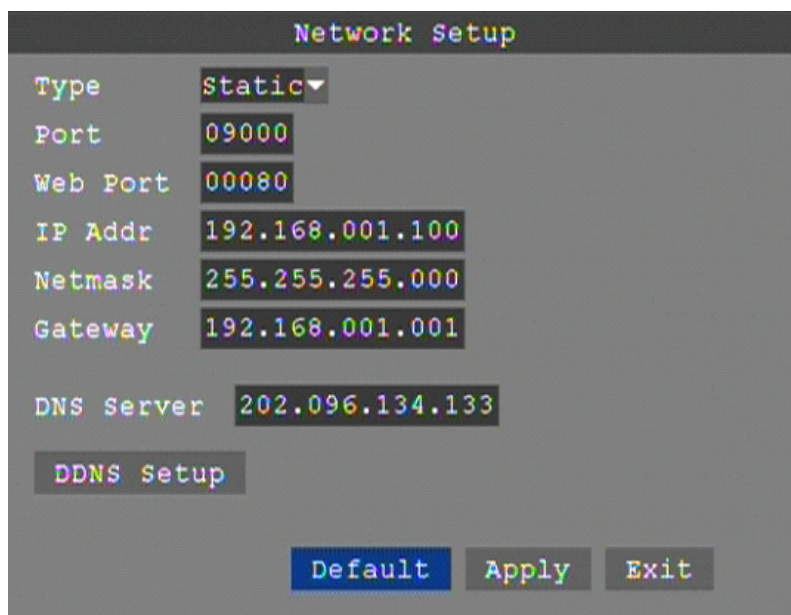 Network Setup
Type Static
Port 09000
Web Port 00080
IP Addr 192.168.001.100
Netmask 255.255.255.000
Gateway 192.168.001.001
DNS Server 202.096.134.133
DDNS Setup
Default Apply Exit